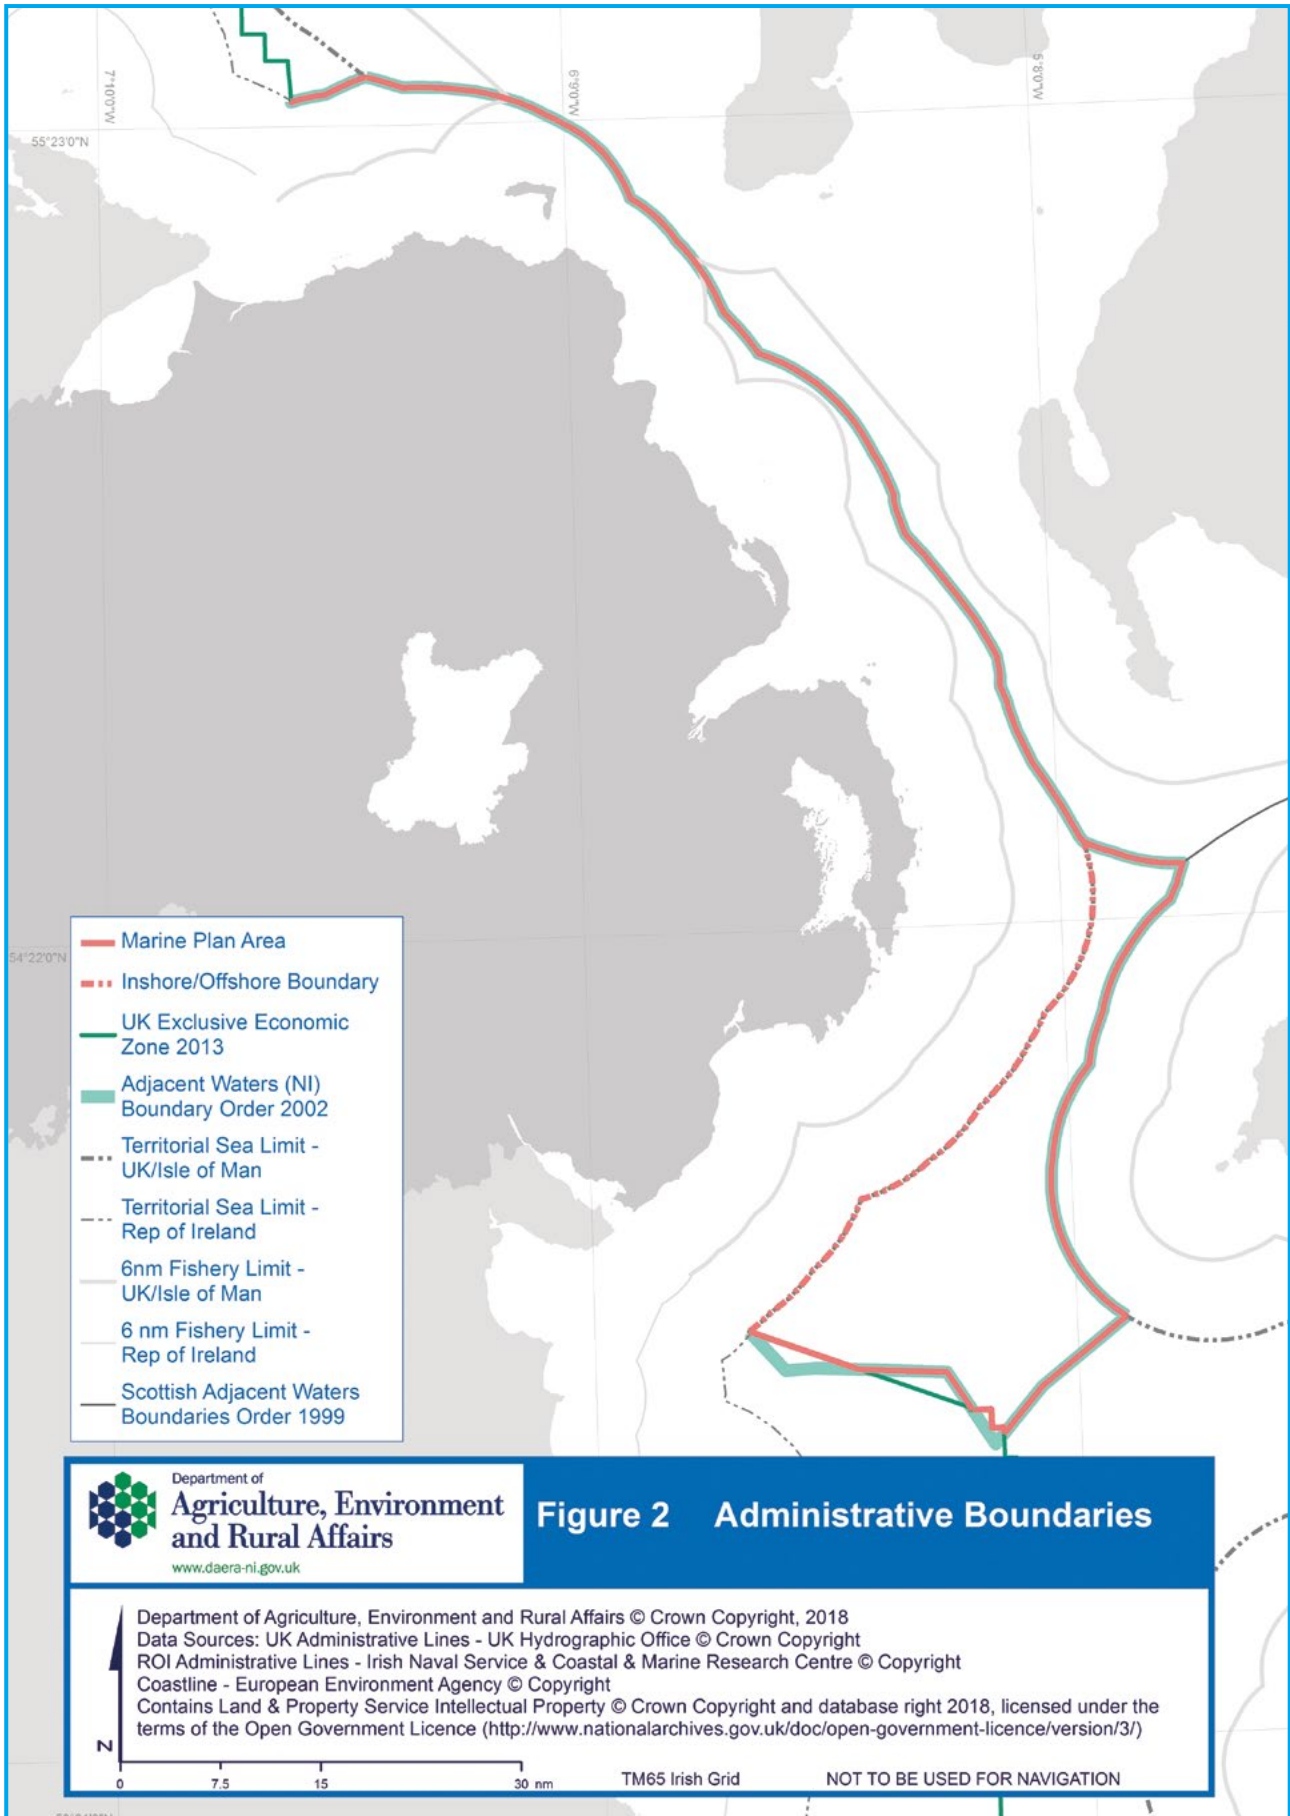 7°10'0"W
6°9'0"W
5°8'0"W
55°23'0"N
54°22'0"N
Marine Plan Area
Inshore/Offshore Boundary
UK Exclusive Economic
Zone 2013
Adjacent Waters (NI)
Boundary Order 2002
Territorial Sea Limit -
UK/Isle of Man
Territorial Sea Limit -
Rep of Ireland
6nm Fishery Limit -
UK/Isle of Man
6 nm Fishery Limit -
Rep of Ireland
Scottish Adjacent Waters
Boundaries Order 1999
Department of
Agriculture, Environment
and Rural Affairs
www.daera-ni.gov.uk
Figure 2 Administrative Boundaries
Department of Agriculture, Environment and Rural Affairs © Crown Copyright, 2018
Data Sources: UK Administrative Lines - UK Hydrographic Office © Crown Copyright
ROI Administrative Lines - Irish Naval Service & Coastal & Marine Research Centre © Copyright
Coastline - European Environment Agency © Copyright
Contains Land & Property Service Intellectual Property © Crown Copyright and database right 2018, licensed under the
terms of the Open Government Licence (http://www.nationalarchives.gov.uk/doc/open-government-licence/version/3/)
N
0 7.5 15 30 nm
TM65 Irish Grid NOT TO BE USED FOR NAVIGATION